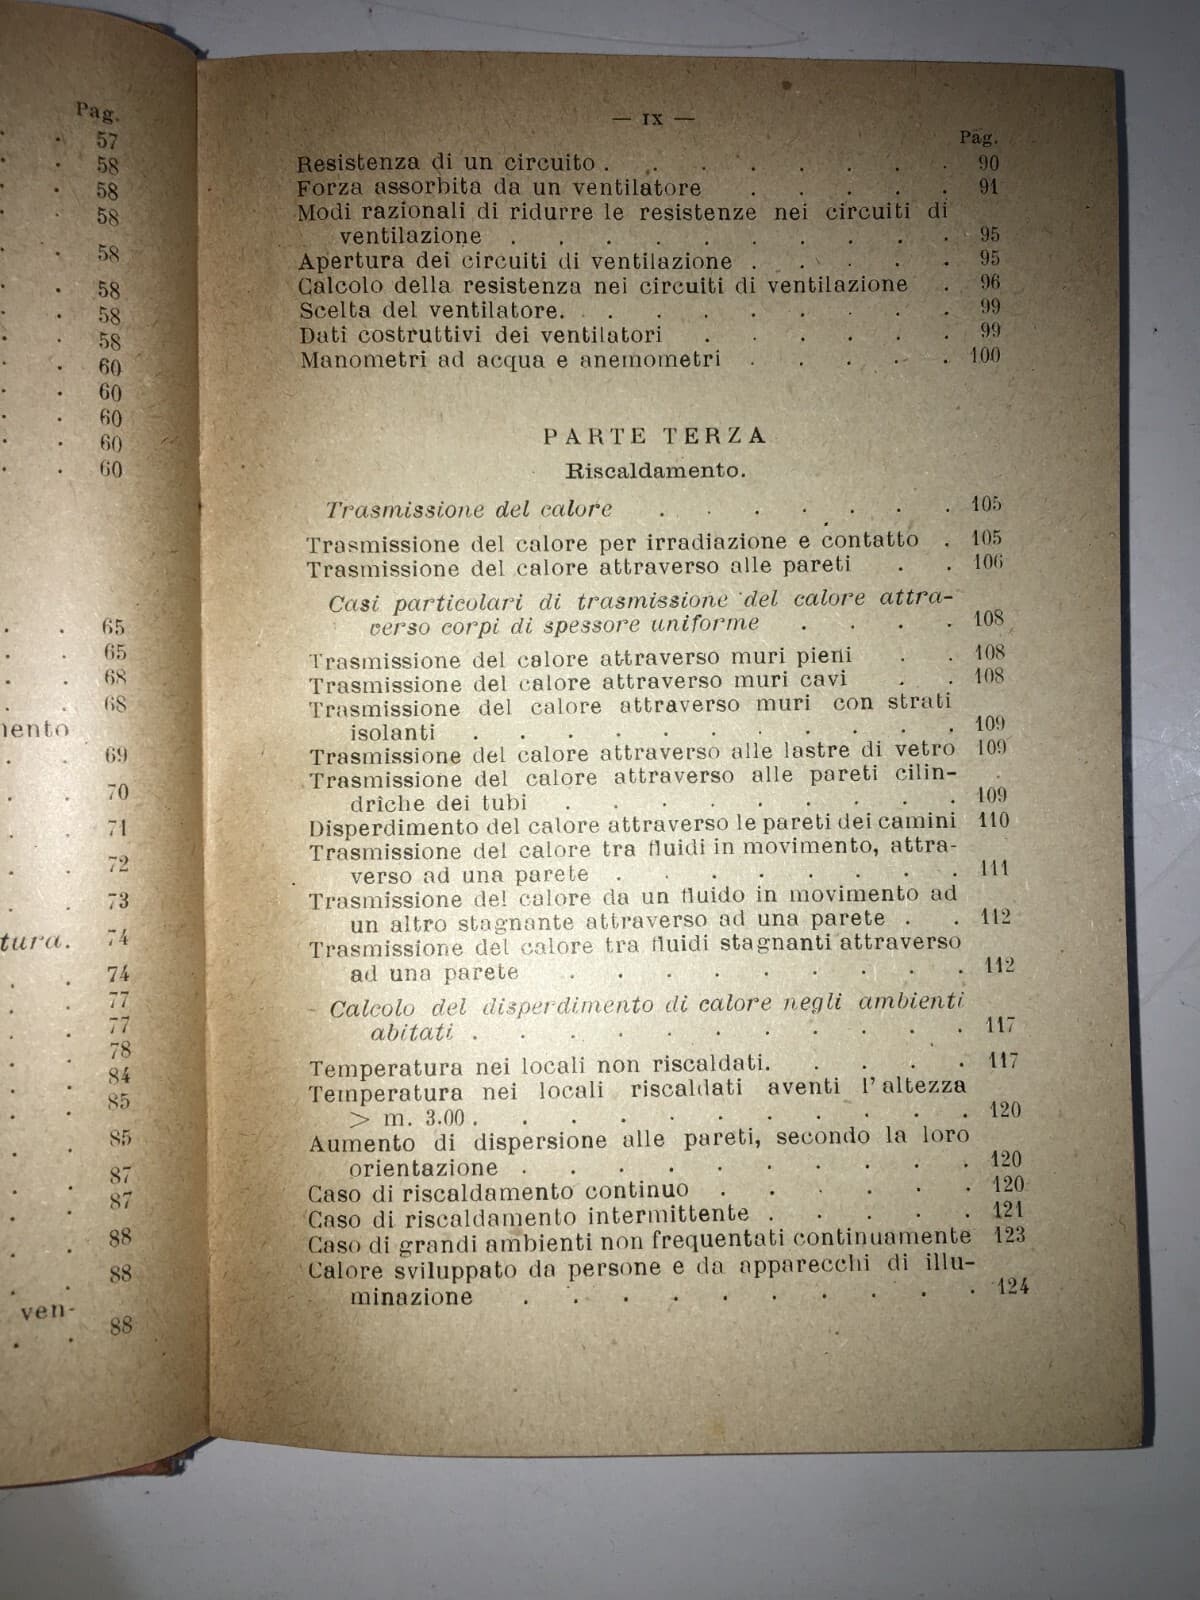 Pag.
57
58
58
58
58
58
58
58
60
60
60
60
60
65
65
68
68
mento
69
70
71
72
73
tura. 74
74
77
77
78
84
85
85
87
87
88
88
ven-
88
— IX —
Pag.
Resistenza di un circuito . . . . . . . . 90
Forza assorbita da un ventilatore . . . . . 91
Modi razionali di ridurre le resistenze nei circuiti di
ventilazione . . . . . . . . . . 95
Apertura dei circuiti di ventilazione . . . . . 95
Calcolo della resistenza nei circuiti di ventilazione . 96
Scelta del ventilatore. . . . . . . . . 99
Dati costruttivi dei ventilatori . . . . . . 99
Manometri ad acqua e anemometri . . . . . 100
PARTE TERZA
Riscaldamento.
Trasmissione del calore . . . . . . . 105
Trasmissione del calore per irradiazione e contatto . 105
Trasmissione del calore attraverso alle pareti . . 106
Casi particolari di trasmissione del calore attra-
verso corpi di spessore uniforme . . . . 108
Trasmissione del calore attraverso muri pieni . . 108
Trasmissione del calore attraverso muri cavi . . 108
Trasmissione del calore attraverso muri con strati
isolanti . . . . . . . . . . . 109
Trasmissione del calore attraverso alle lastre di vetro 109
Trasmissione del calore attraverso alle pareti cilin-
driche dei tubi . . . . . . . . . 109
Disperdimento del calore attraverso le pareti dei camini 110
Trasmissione del calore tra fluidi in movimento, attra-
verso ad una parete . . . . . . . . 111
Trasmissione del calore da un fluido in movimento ad
un altro stagnante attraverso ad una parete . . 112
Trasmissione del calore tra fluidi stagnanti attraverso
ad una parete . . . . . . . . . 112
Calcolo del disperdimento di calore negli ambienti
abitati . . . . . . . . . . . 117
Temperatura nei locali non riscaldati. . . . . 117
Temperatura nei locali riscaldati aventi l'altezza
> m. 3.00 . . . . . . . . . . . 120
Aumento di dispersione alle pareti, secondo la loro
orientazione . . . . . . . . . . 120
Caso di riscaldamento continuo . . . . . . 120
Caso di riscaldamento intermittente . . . . . 121
Caso di grandi ambienti non frequentati continuamente 123
Calore sviluppato da persone e da apparecchi di illu-
minazione . . . . . . . . . . 124